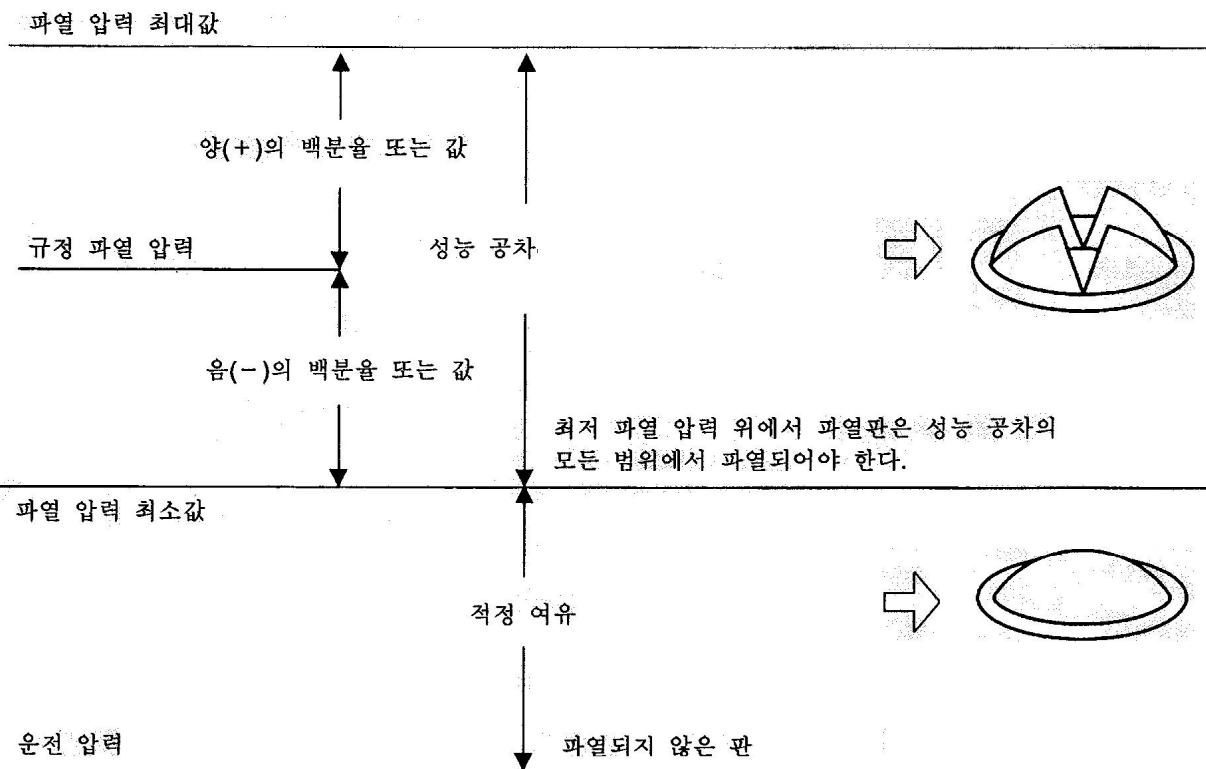 파열 압력 최대값
양(+)의 백분율 또는 값
규정 파열 압력
성능 공차
음(-)의 백분율 또는 값
최저 파열 압력 위에서 파열판은 성능 공차의
모든 범위에서 파열되어야 한다.
파열 압력 최소값
적정 여유
운전 압력
파열되지 않은 판